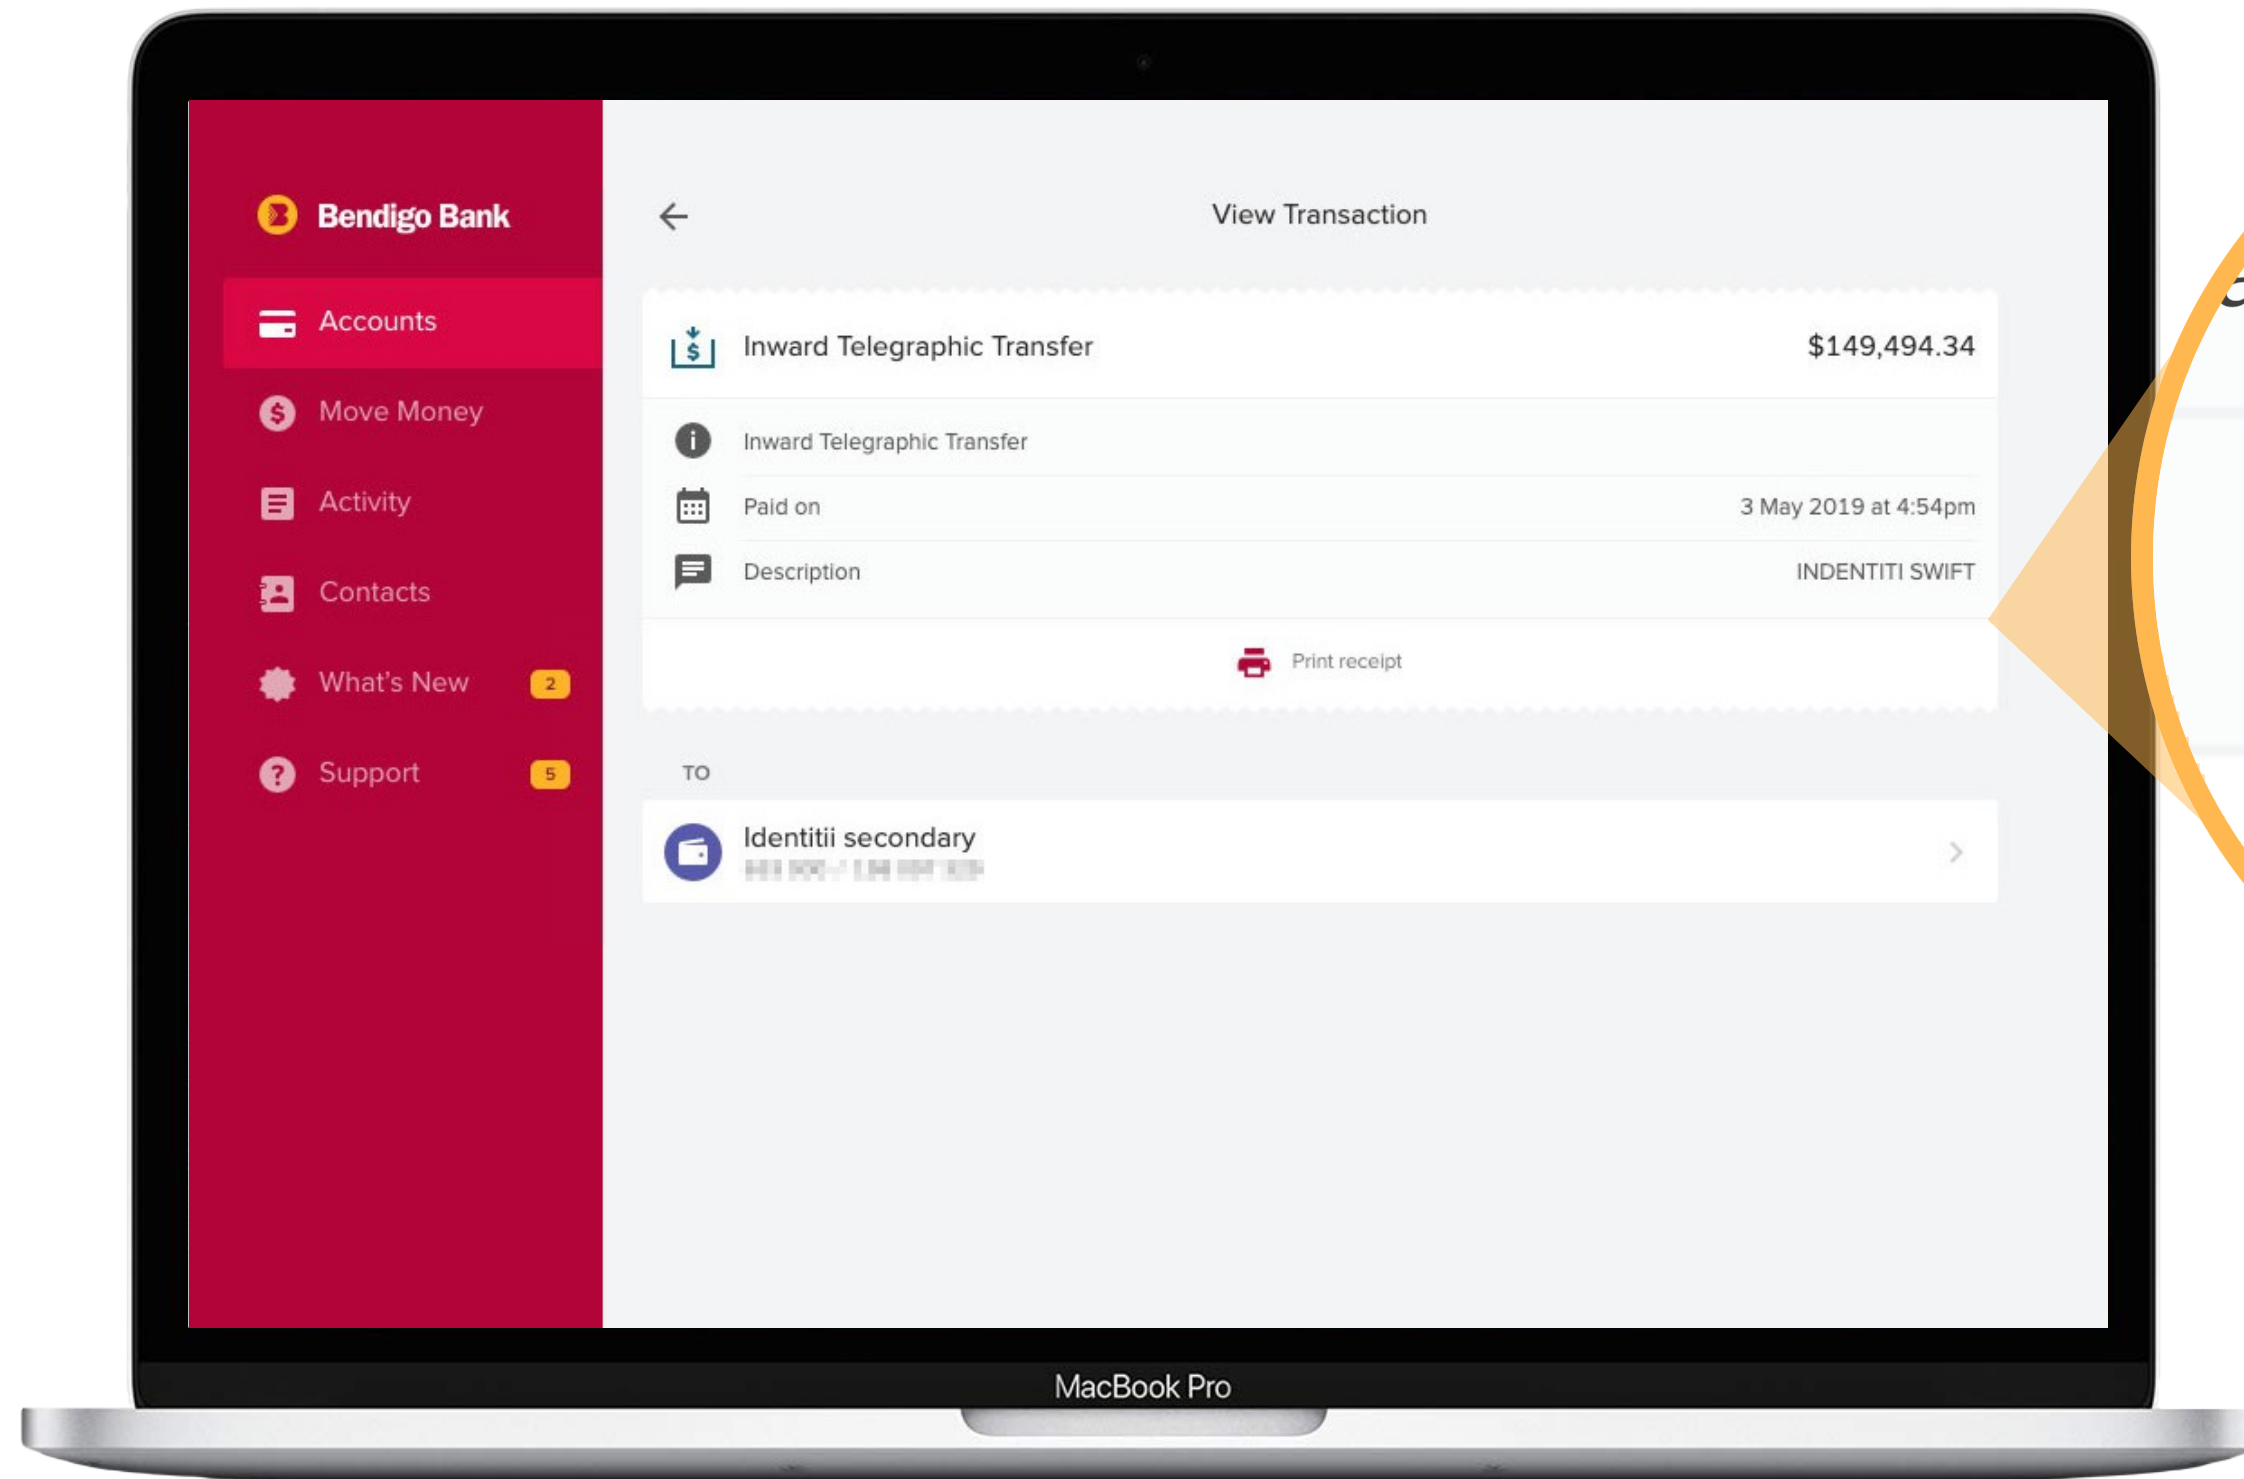 Bendigo Bank
Accounts
Move Money
Activity
Contacts
What's New 2
Support 5
View Transaction
Inward Telegraphic Transfer $149,494.34
Inward Telegraphic Transfer
Paid on 3 May 2019 at 4:54pm
Description INDENTITI SWIFT
Print receipt
TO
Identitii secondary
MacBook Pro